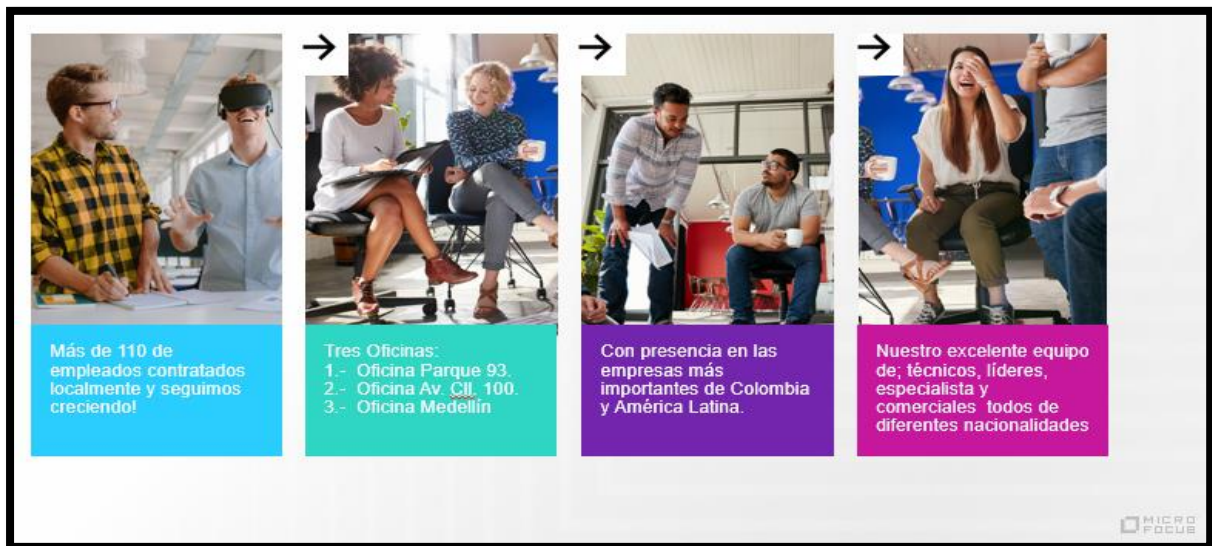 Más de 110 de
empleados contratados
localmente y seguimos
creciendo!
Tres Oficinas:
1.- Oficina Parque 93.
2.- Oficina Av. Cll. 100.
3.- Oficina Medellín
Con presencia en las
empresas más
importantes de Colombia
y América Latina.
Nuestro excelente equipo
de; técnicos, líderes,
especialista y
comerciales todos de
diferentes nacionalidades
MICRO
FOCUS